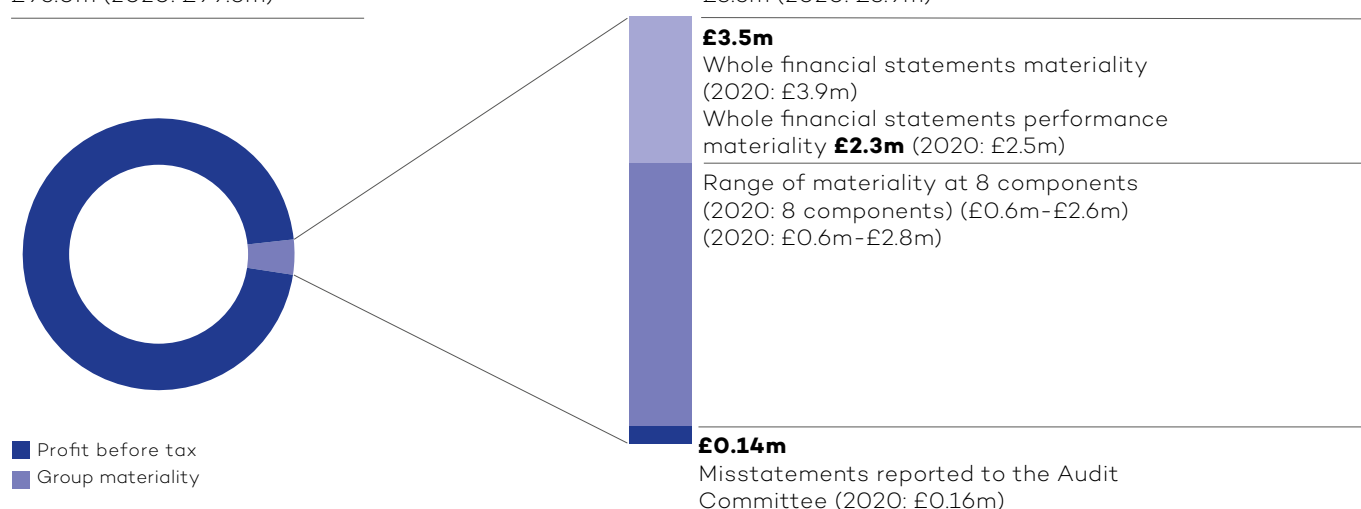 £3.5m
Whole financial statements materiality
(2020: £3.9m)
Whole financial statements performance
materiality £2.3m (2020: £2.5m)
Range of materiality at 8 components
(2020: 8 components) (£0.6m-£2.6m)
(2020: £0.6m-£2.8m)
£0.14m
Misstatements reported to the Audit
Committee (2020: £0.16m)
Profit before tax
Group materiality